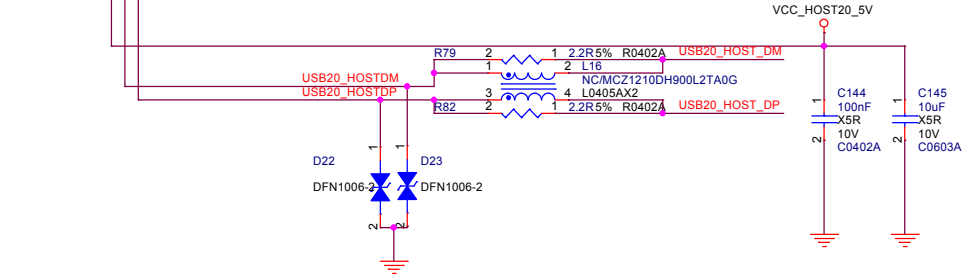 VCC_HOST20_5V
R79 2 1 2.2R 5% R0402A USB20_HOST_DM
1 2 L16
USB20_HOSTDM NC/MCZ1210DH900L2TA0G
USB20_HOSTDP 3 4 L0405AX2
R82 2 1 2.2R 5% R0402A USB20_HOST_DP
C144 C145
1 100nF 1 10uF
X5R X5R
2 10V 2 10V
C0402A C0603A
1 1
D22 D23
DFN1006-2 DFN1006-2
2 2